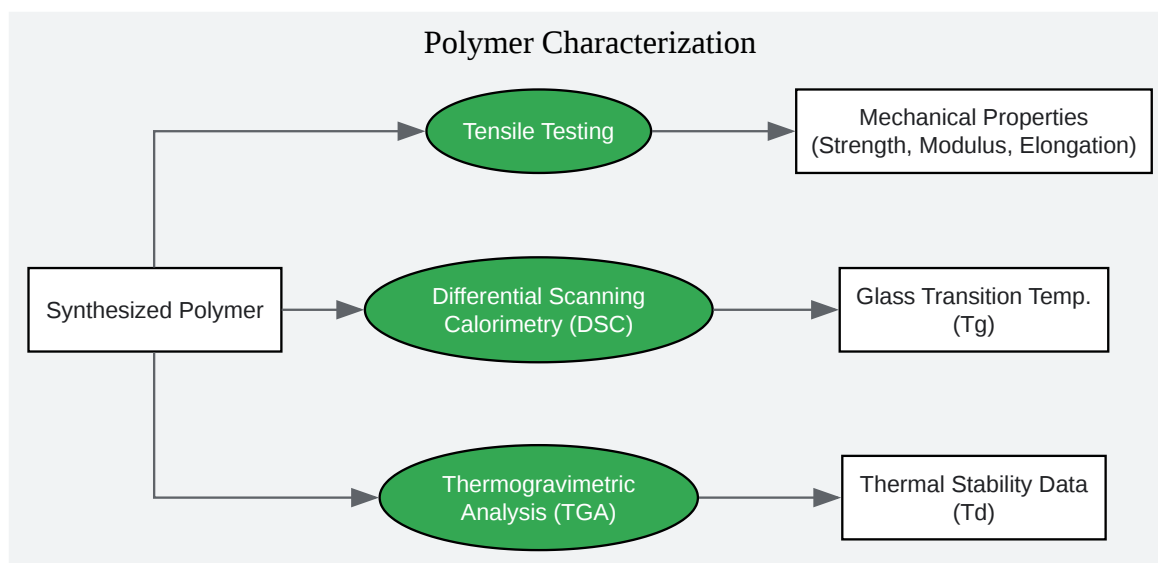 Polymer Characterization
Tensile Testing
Mechanical Properties
(Strength, Modulus, Elongation)
Synthesized Polymer
Differential Scanning
Calorimetry (DSC)
Glass Transition Temp.
(Tg)
Thermogravimetric
Analysis (TGA)
Thermal Stability Data
(Td)